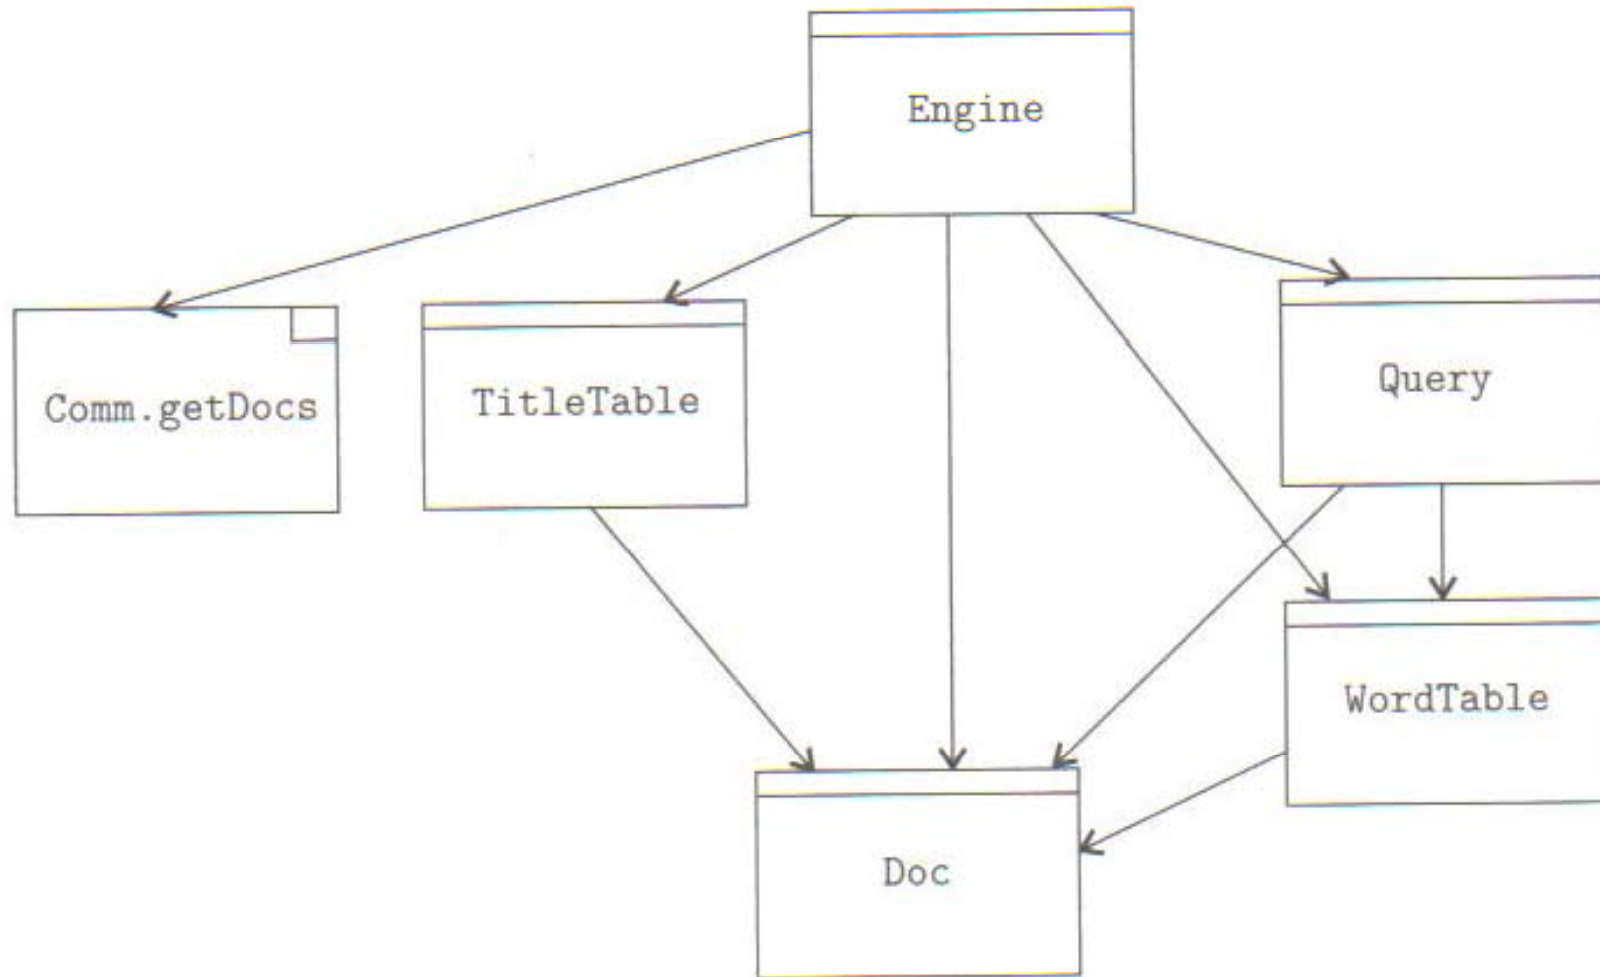 Engine
Comm.getDocs
TitleTable
Query
WordTable
Doc